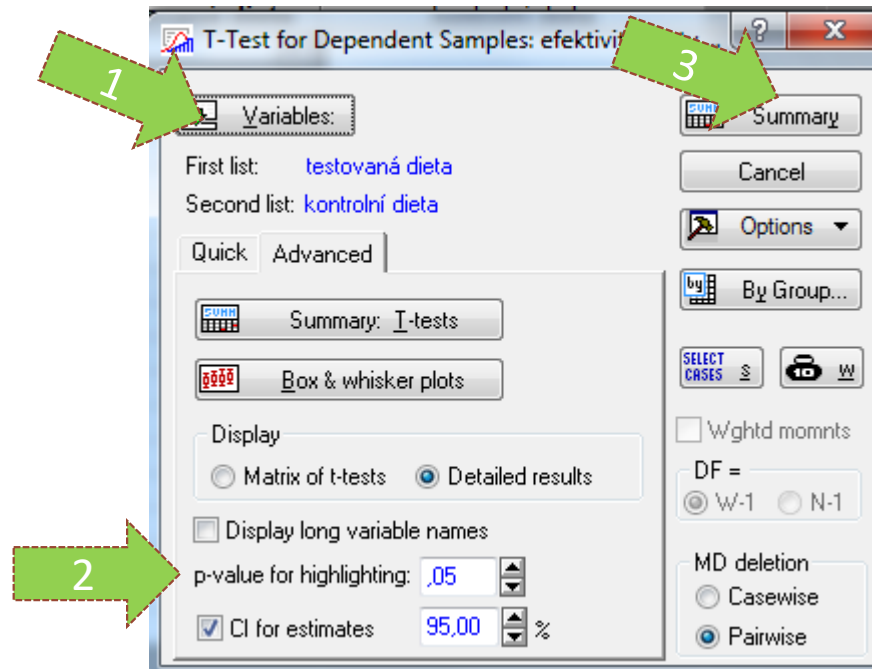 T-Test for Dependent Samples: efektivit
1
3
Variables:
First list: testovaná dieta
Second list: kontrolní dieta
Quick Advanced
SUMM Summary: T-tests
Box & whisker plots
Display
Matrix of t-tests Detailed results
Display long variable names
2
p-value for highlighting: ,05
CI for estimates 95,00 %
? X
Summary
Cancel
Options
by By Group...
SELECT CASES S W
Wghtd momnts
DF =
W-1 N-1
MD deletion
Casewise
Pairwise